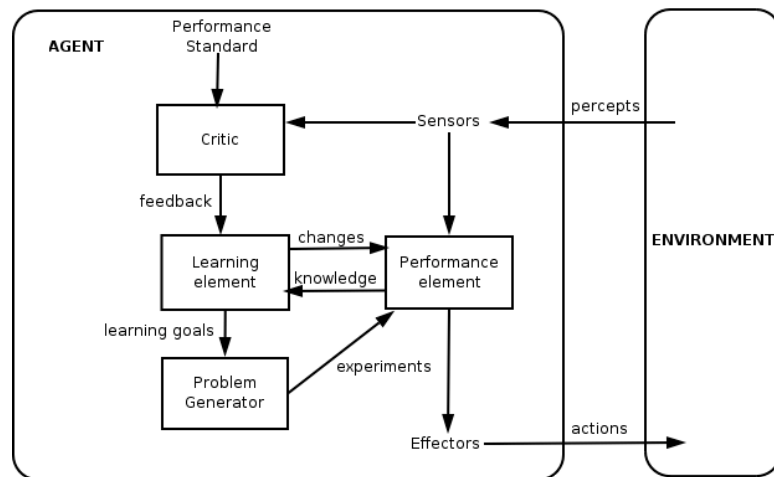 Performance
Standard
AGENT
percepts
Sensors
Critic
feedback
changes
ENVIRONMENT
Learning
element
Performance
element
knowledge
learning goals
experiments
Problem
Generator
Effectors
actions